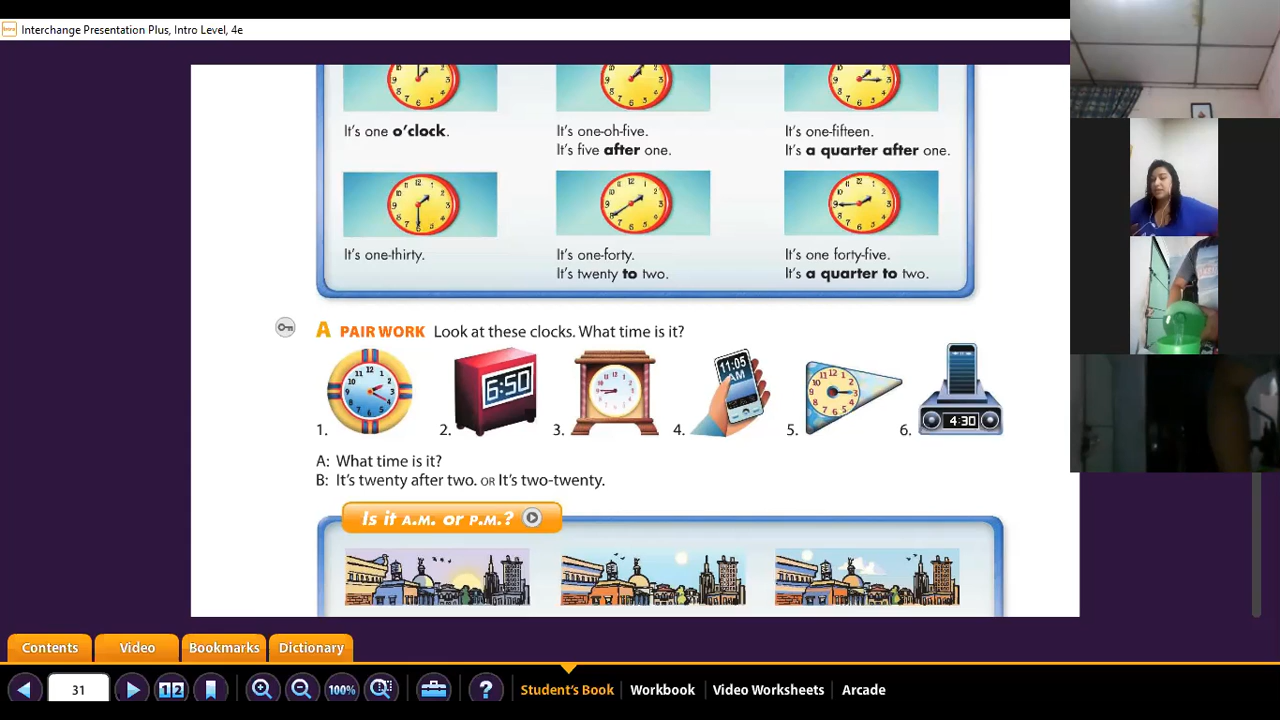 Interchange Presentation Plus, Intro Level, 4e
It's one o'clock.
It's one-oh-five.
It's five after one.
It's one-fifteen.
It's a quarter after one.
It's one-thirty.
It's one-forty.
It's twenty to two.
It's one forty-five.
It's a quarter to two.
A PAIR WORK Look at these clocks. What time is it?
6:50
11:05
AM
4:30
1. 2. 3. 4. 5. 6.
A: What time is it?
B: It's twenty after two. OR It's two-twenty.
Is it A.M. or P.M.?
Contents Video Bookmarks Dictionary
31 12 100% ? Student's Book Workbook Video Worksheets Arcade